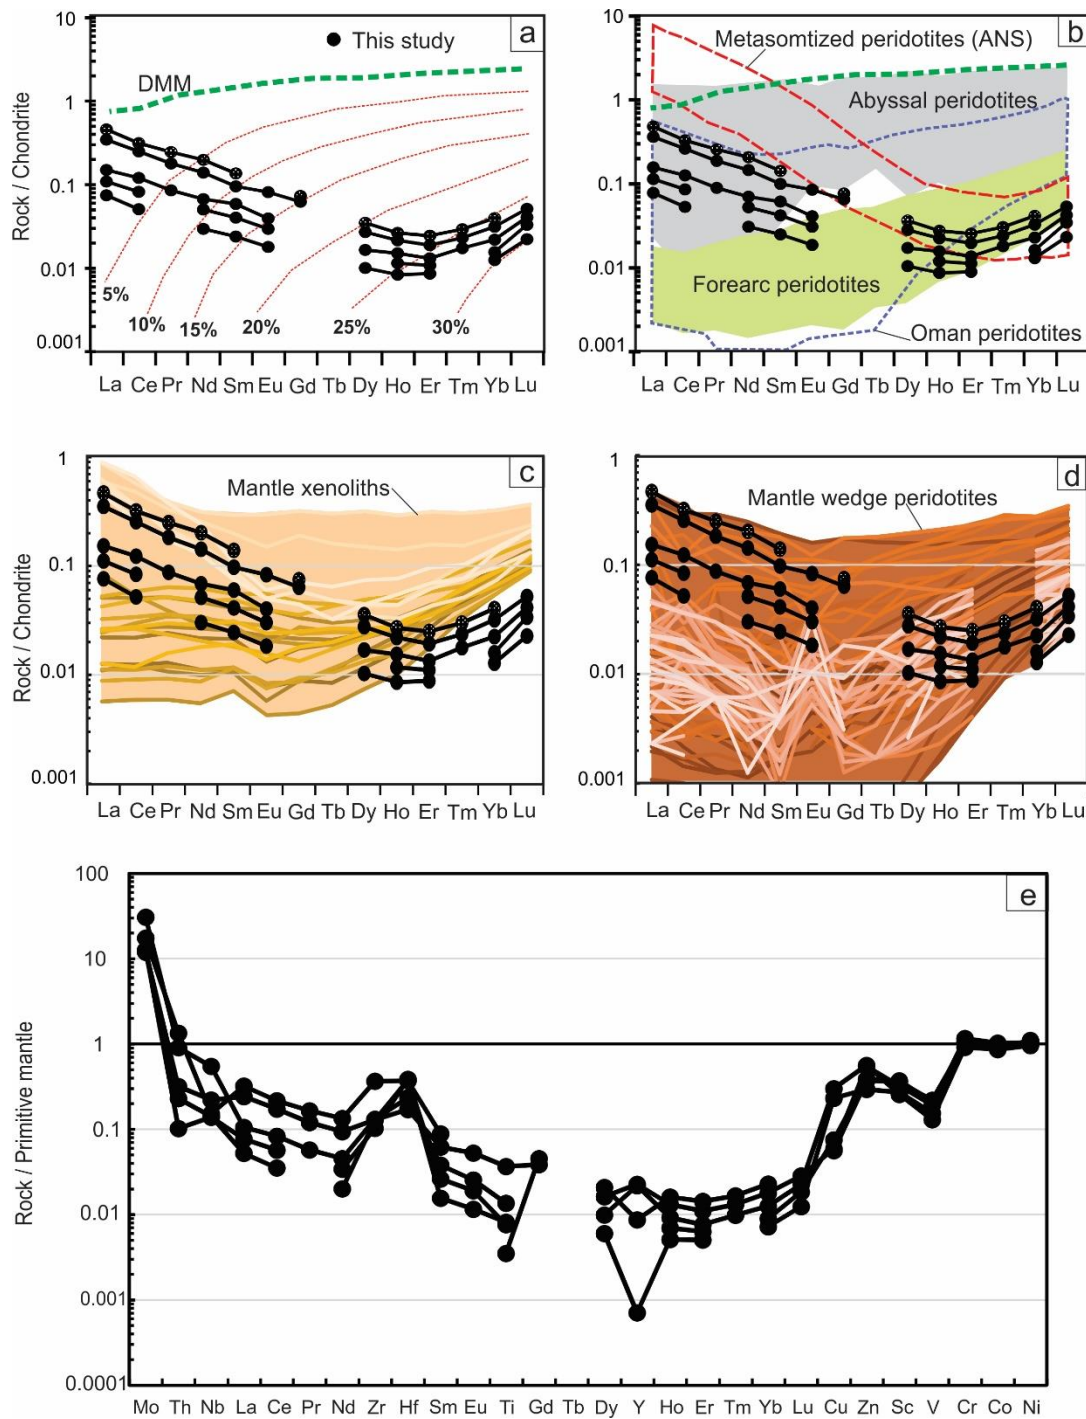 10
1
0.1
0.01
0.001
Rock / Chondrite
a
This study
DMM
5%
10%
15%
20%
25%
30%
La Ce Pr Nd Sm Eu Gd Tb Dy Ho Er Tm Yb Lu
10
1
0.1
0.01
0.001
b
Metasomtized peridotites (ANS)
Abyssal peridotites
Forearc peridotites
Oman peridotites
La Ce Pr Nd Sm Eu Gd Tb Dy Ho Er Tm Yb Lu
1
0.1
0.01
0.001
Rock / Chondrite
c
Mantle xenoliths
La Ce Pr Nd Sm Eu Gd Tb Dy Ho Er Tm Yb Lu
1
0.1
0.01
0.001
d
Mantle wedge peridotites
La Ce Pr Nd Sm Eu Gd Tb Dy Ho Er Tm Yb Lu
100
10
1
0.1
0.01
0.001
0.0001
Rock / Primitive mantle
e
Mo Th Nb La Ce Pr Nd Zr Hf Sm Eu Ti Gd Tb Dy Y Ho Er Tm Yb Lu Cu Zn Sc V Cr Co Ni